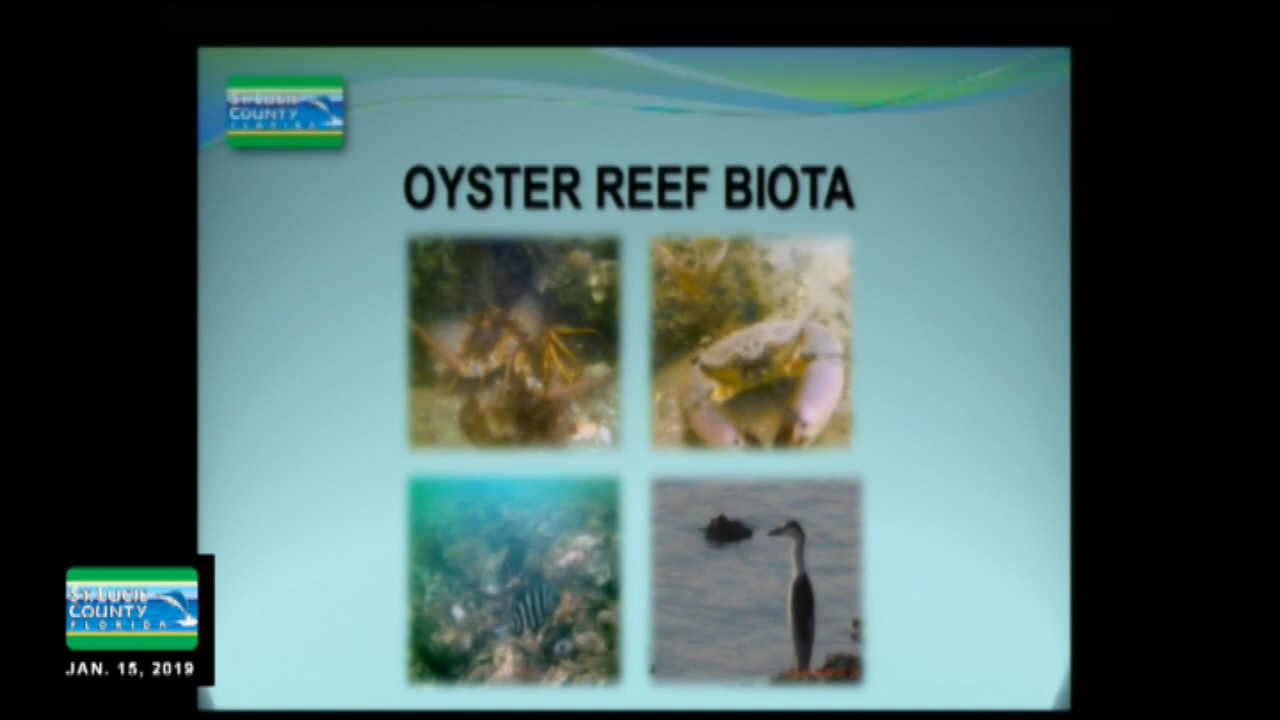 ST. LUCIE
COUNTY
FLORIDA
OYSTER REEF BIOTA
ST. LUCIE
COUNTY
FLORIDA
JAN. 15, 2019